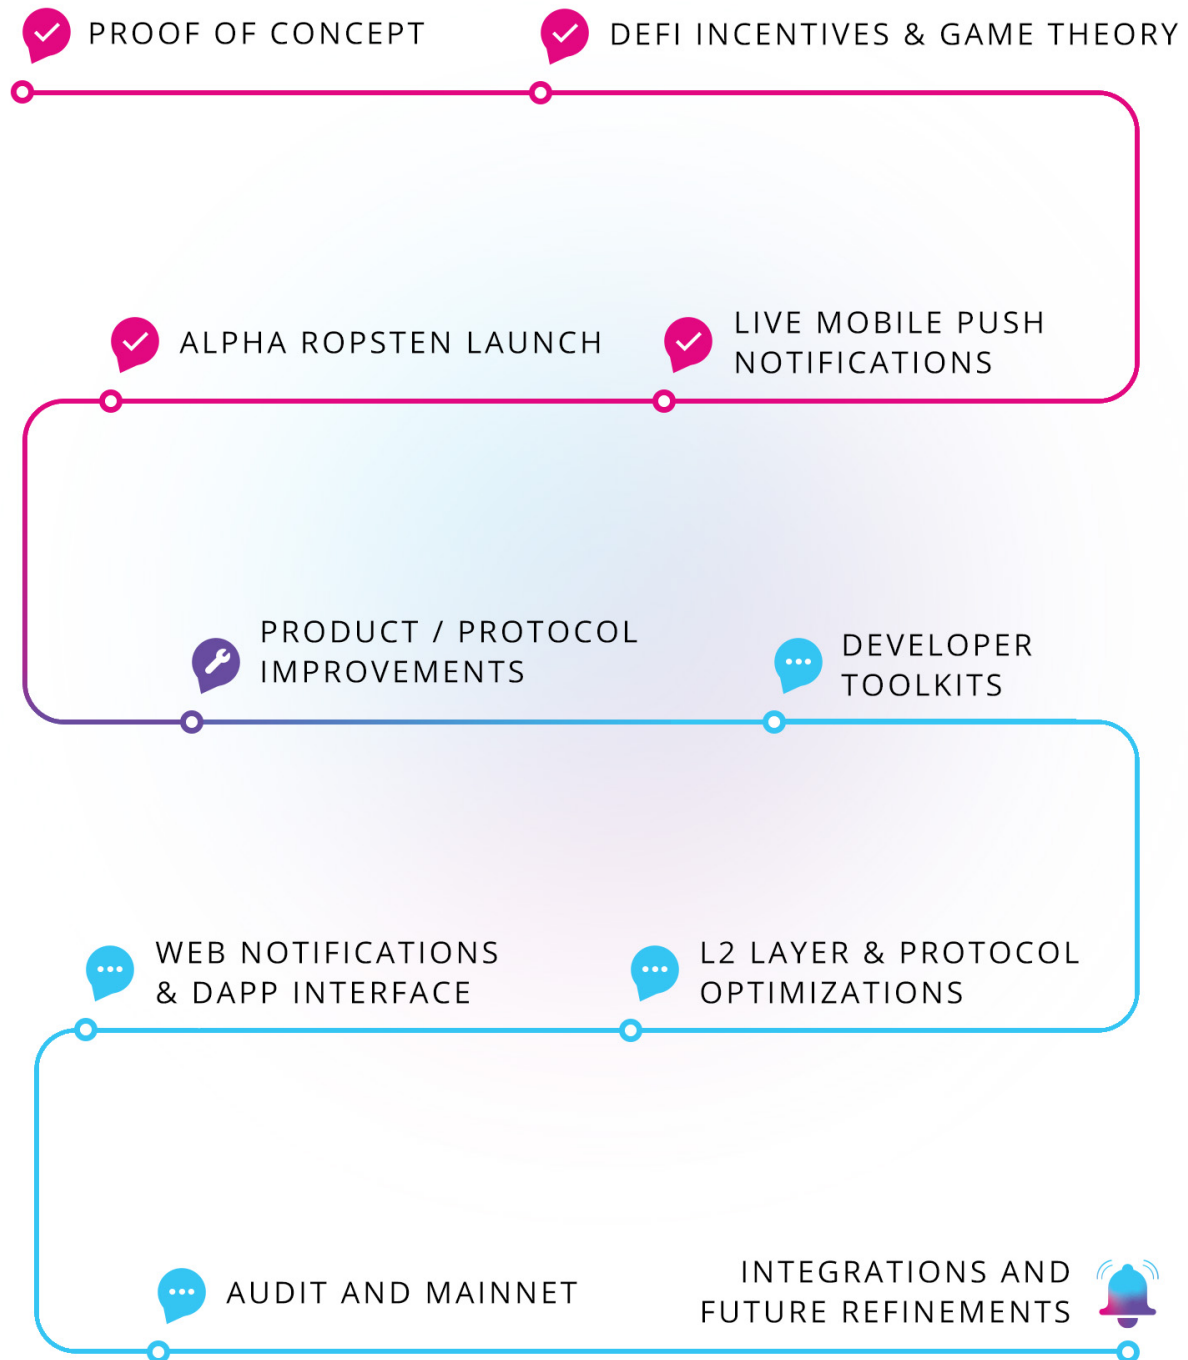 PROOF OF CONCEPT
DEFI INCENTIVES & GAME THEORY
ALPHA ROPSTEN LAUNCH
LIVE MOBILE PUSH
NOTIFICATIONS
PRODUCT / PROTOCOL
IMPROVEMENTS
DEVELOPER
TOOLKITS
WEB NOTIFICATIONS
& DAPP INTERFACE
L2 LAYER & PROTOCOL
OPTIMIZATIONS
AUDIT AND MAINNET
INTEGRATIONS AND
FUTURE REFINEMENTS